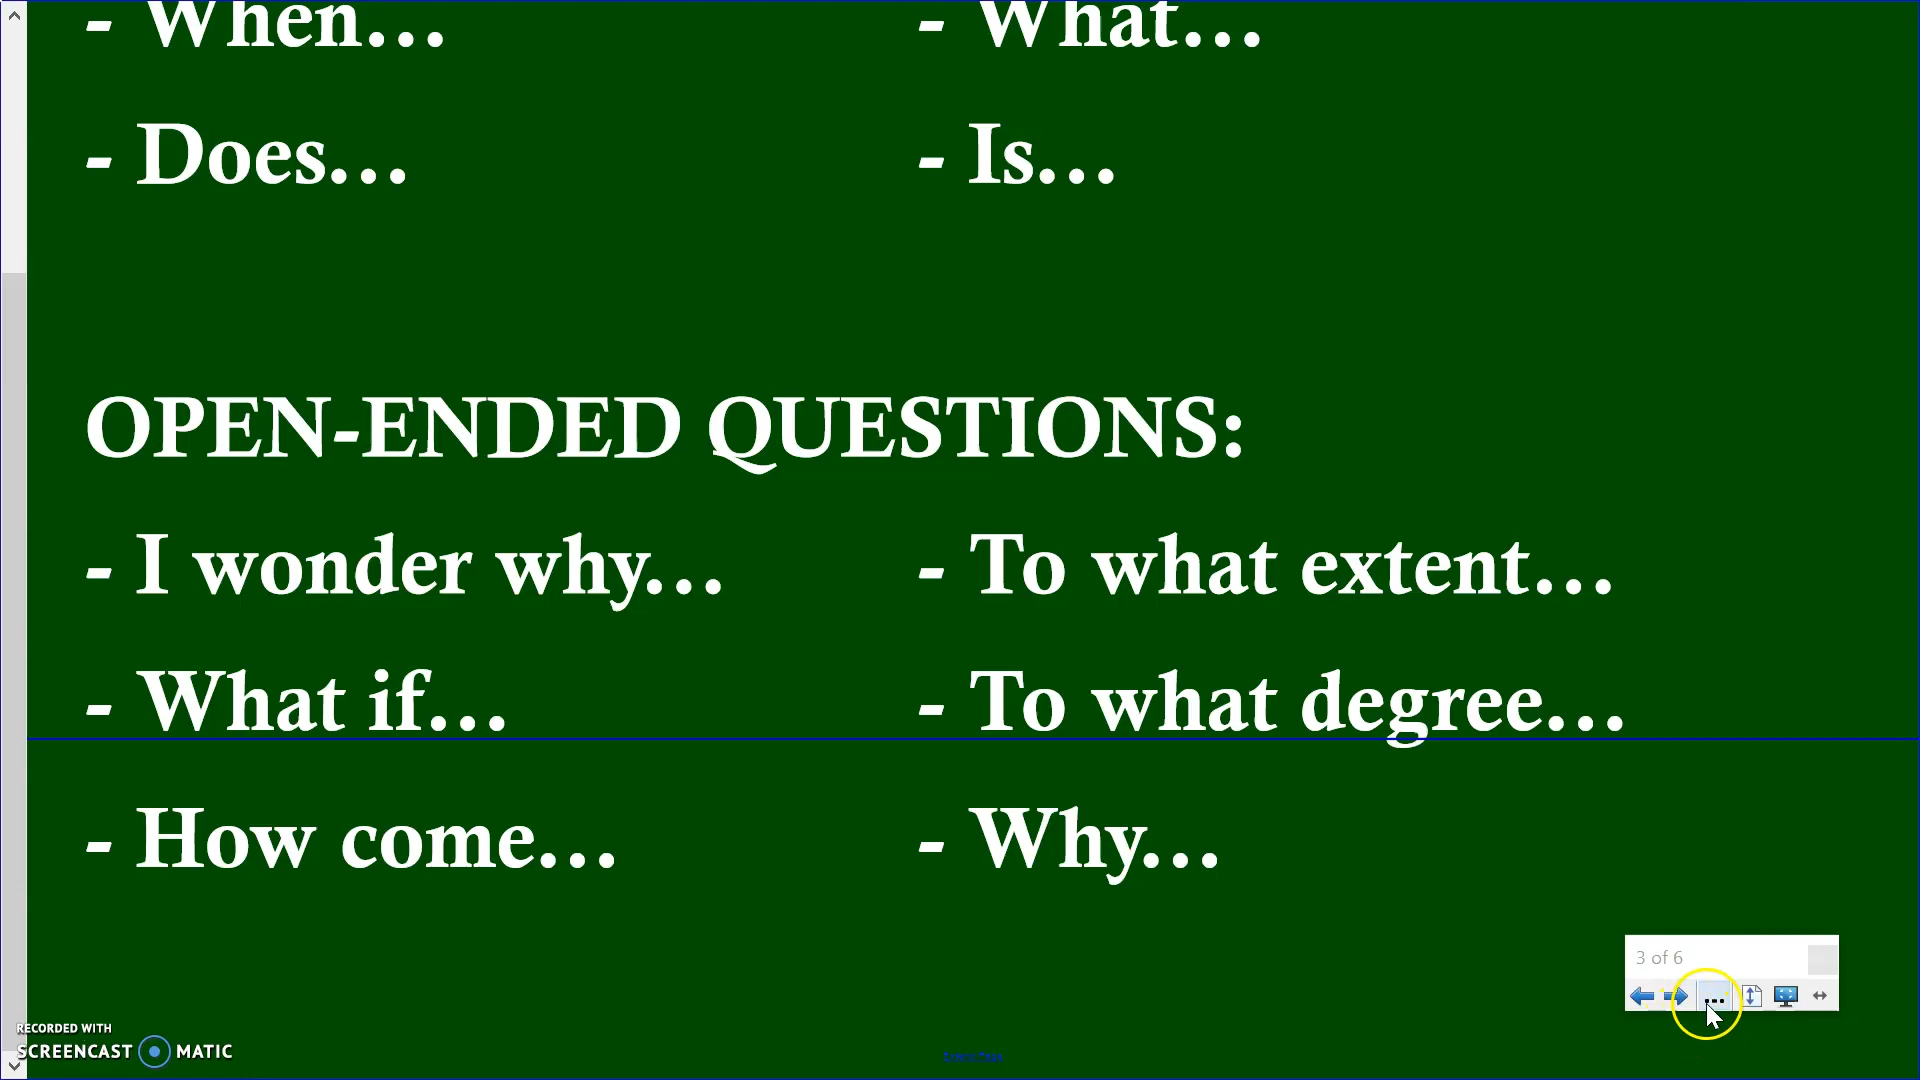 - When... - What...
- Does... - Is...
OPEN-ENDED QUESTIONS:
- I wonder why... - To what extent...
- What if... - To what degree...
- How come... - Why...
3 of 6
...
RECORDED WITH
SCREENCAST MATIC